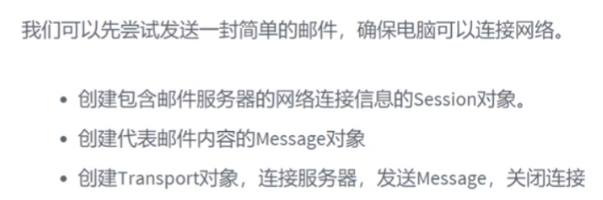 我们可以先尝试发送一封简单的邮件，确保电脑可以连接网络。
• 创建包含邮件服务器的网络连接信息的Session对象。
• 创建代表邮件内容的Message对象
• 创建Transport对象，连接服务器，发送Message，关闭连接